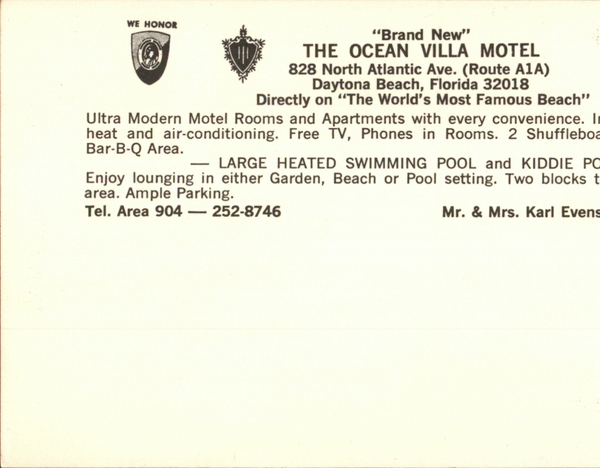 WE HONOR
"Brand New"
THE OCEAN VILLA MOTEL
828 North Atlantic Ave. (Route A1A)
Daytona Beach, Florida 32018
Directly on "The World's Most Famous Beach"
Ultra Modern Motel Rooms and Apartments with every convenience.
heat and air-conditioning. Free TV, Phones in Rooms. 2
Bar-B-Q Area.
— LARGE HEATED SWIMMING POOL and KIDDIE
Enjoy lounging in either Garden, Beach or Pool setting. Two blocks
area. Ample Parking.
Tel. Area 904 — 252-8746 Mr. & Mrs. Karl